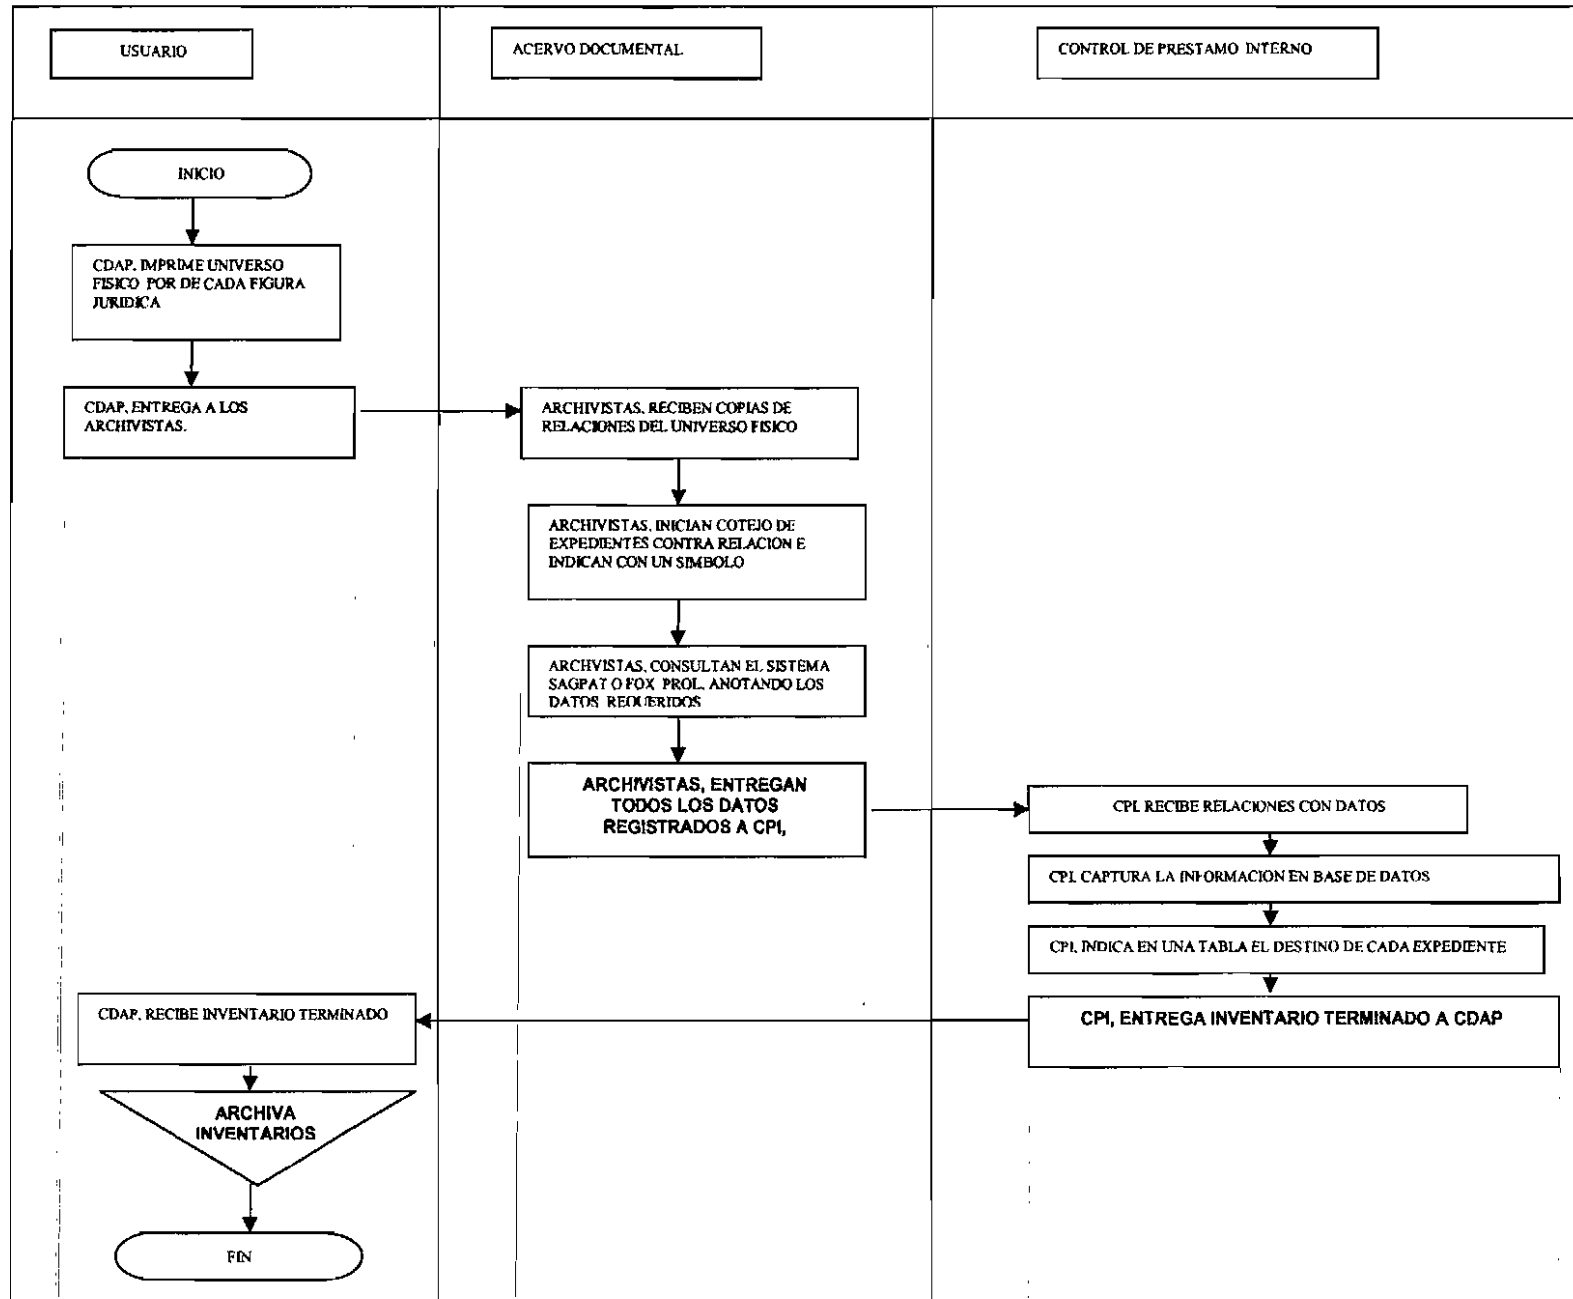 USUARIO
ACERVO DOCUMENTAL
CONTROL DE PRESTAMO INTERNO
INICIO
CDAP. IMPRIME UNIVERSO
FISICO POR DE CADA FIGURA
JURIDICA
CDAP, ENTREGA A LOS
ARCHIVISTAS.
ARCHIVISTAS, RECIBEN COPIAS DE
RELACIONES DEL UNIVERSO FISICO
ARCHIVISTAS, INICIAN COTEJO DE
EXPEDIENTES CONTRA RELACION E
INDICAN CON UN SIMBOLO
ARCHVISTAS, CONSULTAN EL SISTEMA
SAGPAT O FOX PROL, ANOTANDO LOS
DATOS REQUERIDOS
ARCHIVISTAS, ENTREGAN
TODOS LOS DATOS
REGISTRADOS A CPI,
CPI, RECIBE RELACIONES CON DATOS
CPI, CAPTURA LA INFORMACION EN BASE DE DATOS
CPI, INDICA EN UNA TABLA EL DESTINO DE CADA EXPEDIENTE
CPI, ENTREGA INVENTARIO TERMINADO A CDAP
CDAP, RECIBE INVENTARIO TERMINADO
ARCHIVA
INVENTARIOS
FIN